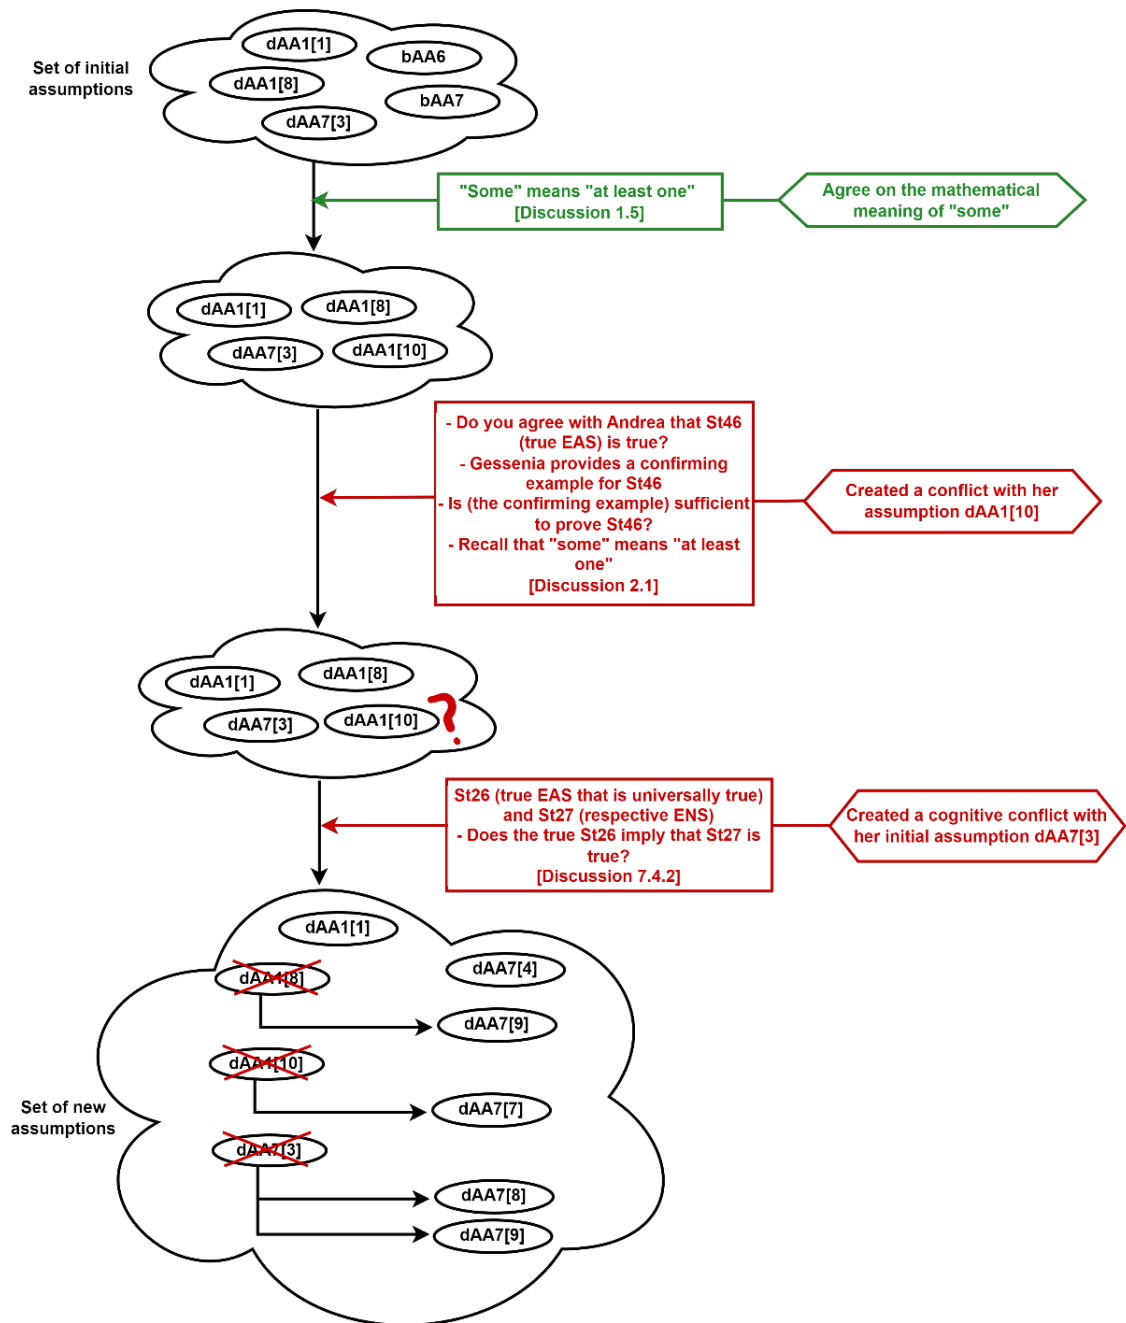 Set of initial
assumptions
dAA1[1]
bAA6
dAA1[8]
bAA7
dAA7[3]
"Some" means "at least one"
[Discussion 1.5]
Agree on the mathematical
meaning of "some"
dAA1[1]
dAA1[8]
dAA7[3]
dAA1[10]
- Do you agree with Andrea that St46
(true EAS) is true?
- Gessenia provides a confirming
example for St46
- Is (the confirming example) sufficient
to prove St46?
- Recall that "some" means "at least
one"
[Discussion 2.1]
Created a conflict with her
assumption dAA1[10]
dAA1[1]
dAA1[8]
dAA7[3]
dAA1[10]
?
St26 (true EAS that is universally true)
and St27 (respective ENS)
- Does the true St26 imply that St27 is
true?
[Discussion 7.4.2]
Created a cognitive conflict with
her initial assumption dAA7[3]
Set of new
assumptions
dAA1[1]
dAA1[8]
dAA7[4]
dAA7[9]
dAA1[10]
dAA7[7]
dAA7[3]
dAA7[8]
dAA7[9]